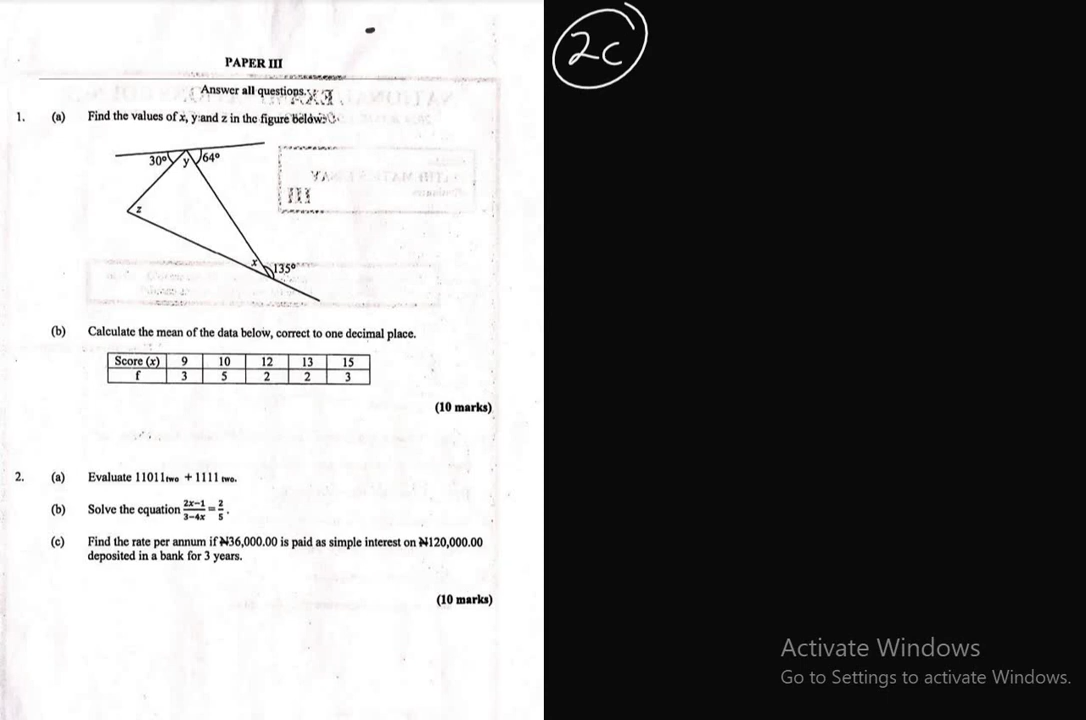 PAPER III
Answer all questions.
1. (a) Find the values of x, y and z in the figure below:
30° y 64°
z
x 135°
(b) Calculate the mean of the data below, correct to one decimal place.
Score (x) 9 10 12 13 15
f 3 5 2 2 3
(10 marks)
2. (a) Evaluate 11011two + 1111 two.
(b) Solve the equation 2x−1/3−4x = 2/5.
(c) Find the rate per annum if ₦36,000.00 is paid as simple interest on ₦120,000.00
deposited in a bank for 3 years.
(10 marks)
2c
Activate Windows
Go to Settings to activate Windows.